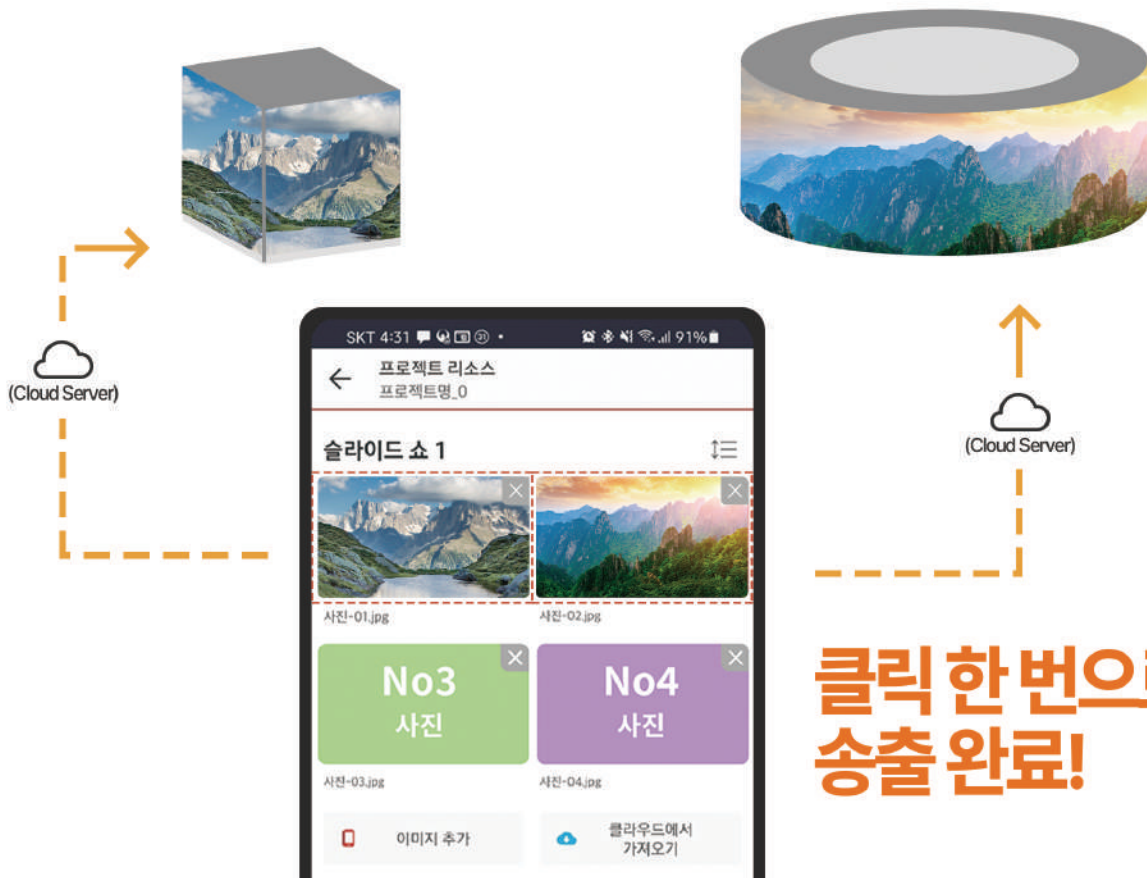 SKT 4:31
91%
프로젝트 리소스
프로젝트명_0
(Cloud Server)
(Cloud Server)
슬라이드 쇼 1
사진-01.jpg
사진-02.jpg
No3
사진
No4
사진
사진-03.jpg
사진-04.jpg
이미지 추가
클라우드에서
가져오기
클릭 한 번으
송출 완료!